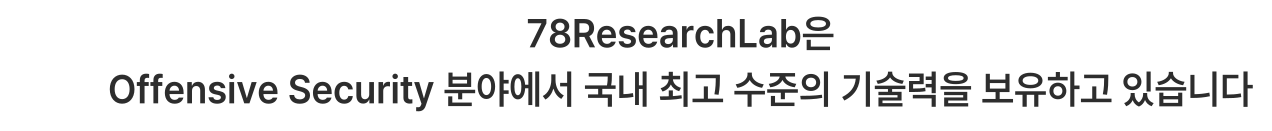 78ResearchLab은
Offensive Security 분야에서 국내 최고 수준의 기술력을 보유하고 있습니다